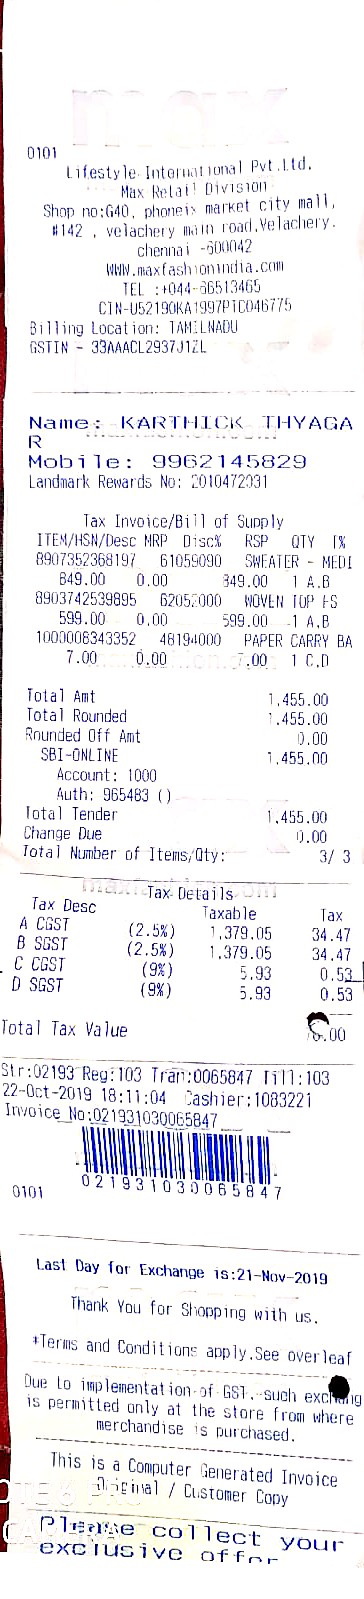 0101
Lifestyle International Pvt.Ltd.
Max Retail Division
Shop no:G40, phoneix market city mall,
#142 , velachery main road,Velachery.
chennai -600042
WWW.maxfashionindia.com
TEL :+044-66513465
CIN-U52190KA1997PTC046775
Billing Location: TAMILNADU
GSTIN - 33AAACL2937J1ZL
Name: KARTHICK THYAGA
R
Mobile: 9962145829
Landmark Rewards No: 2010472031
Tax Invoice/Bill of Supply
ITEM/HSN/Desc MRP Disc% RSP QTY T%
8907352368197 61059090 SWEATER - MEDI
849.00 0.00 849.00 1 A.B
8903742539895 62052000 WOVEN TOP FS
599.00 0.00 599.00 1 A.B
1000008343352 48194000 PAPER CARRY BA
7.00 0.00 7.00 1 C.D
Total Amt 1,455.00
Total Rounded 1,455.00
Rounded Off Amt 0.00
SBI-ONLINE 1,455.00
Account: 1000
Auth: 965483 ()
Total Tender 1,455.00
Change Due 0.00
Total Number of Items/Qty: 3/ 3
Tax Details
Tax Desc Taxable Tax
A CGST (2.5%) 1,379.05 34.47
B SGST (2.5%) 1,379.05 34.47
C CGST (9%) 5.93 0.53
D SGST (9%) 5.93 0.53
Total Tax Value
Str:02193 Reg:103 Tran:0065847 Till:103
22-Oct-2019 18:11:04 Cashier:1083221
Invoice No:021931030065847
021931030065847
0101
Last Day for Exchange is:21-Nov-2019
Thank You for Shopping with us.
*Terms and Conditions apply.See overleaf
Due to implementation of GST, such exchang
is permitted only at the store from where
merchandise is purchased.
This is a Computer Generated Invoice
Original / Customer Copy
Please collect your
exclusive offer